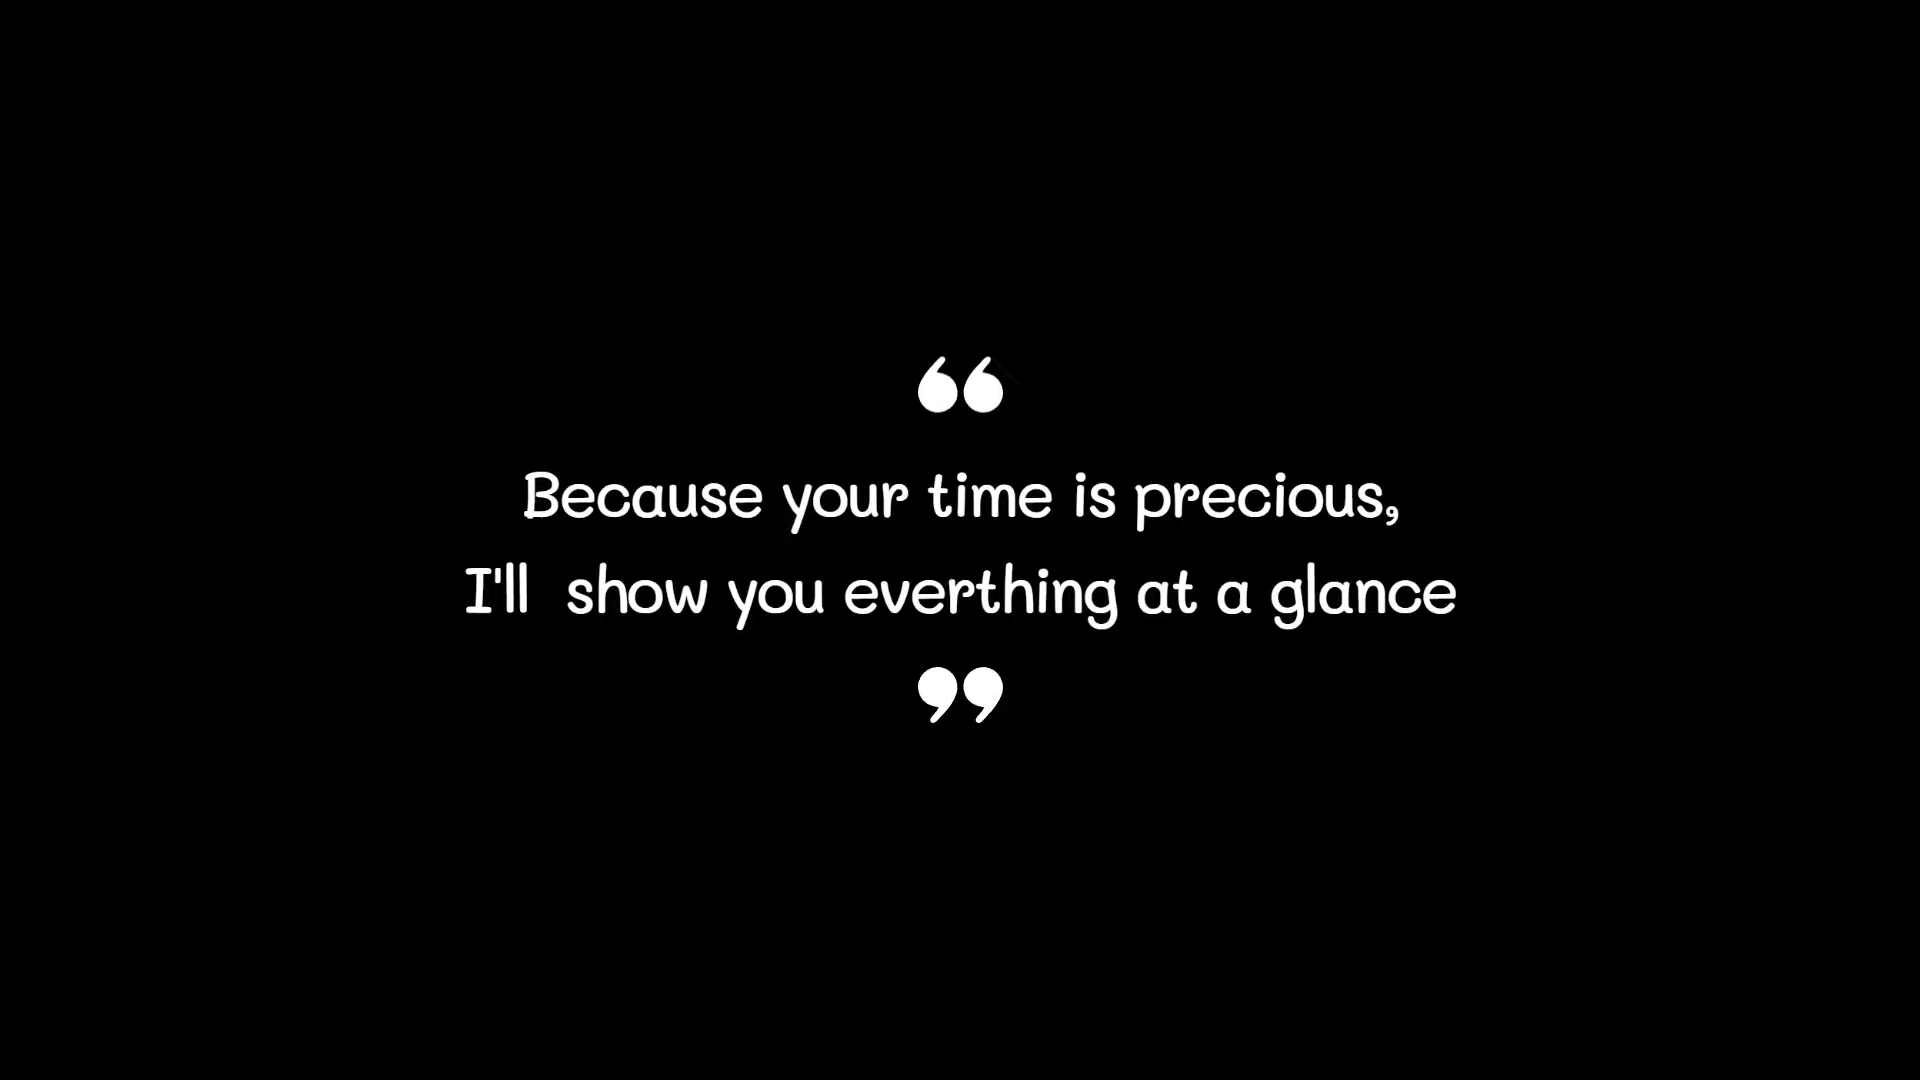 “
Because your time is precious,
I'll  show you everthing at a glance
”